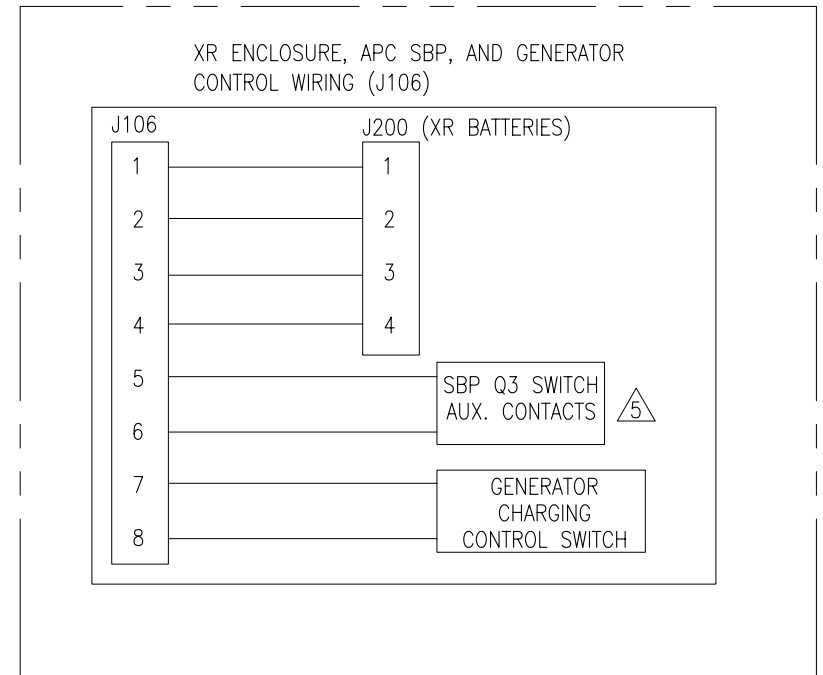 XR ENCLOSURE, APC SBP, AND GENERATOR
CONTROL WIRING (J106)
J106
J200 (XR BATTERIES)
1
1
2
2
3
3
4
4
5
SBP Q3 SWITCH
AUX. CONTACTS
5
6
7
GENERATOR
CHARGING
CONTROL SWITCH
8